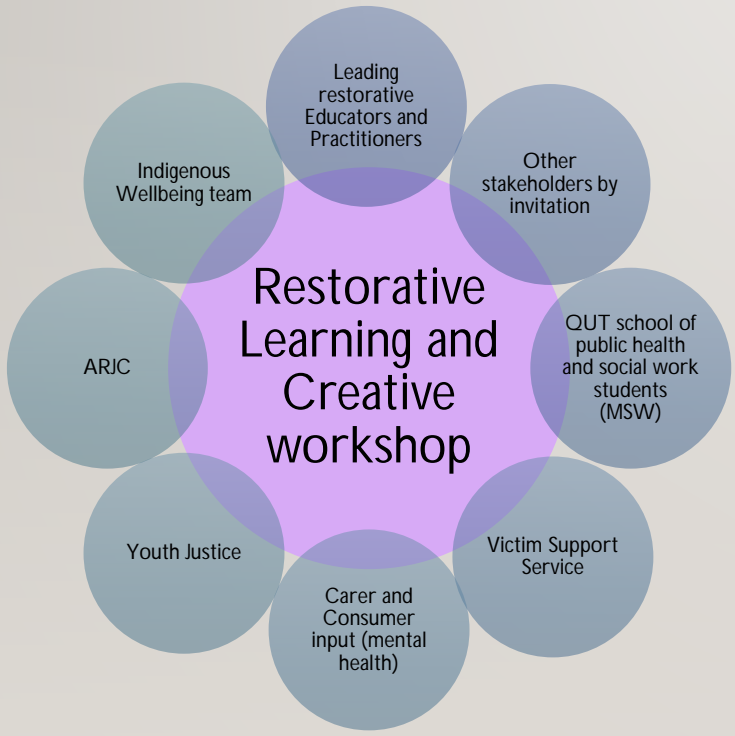 Leading
restorative
Educators and
Practitioners
Other
stakeholders by
invitation
QUT school of
public health
and social work
students
(MSW)
Victim Support
Service
Carer and
Consumer
input (mental
health)
Youth Justice
ARJC
Indigenous
Wellbeing team
Restorative
Learning and
Creative
workshop